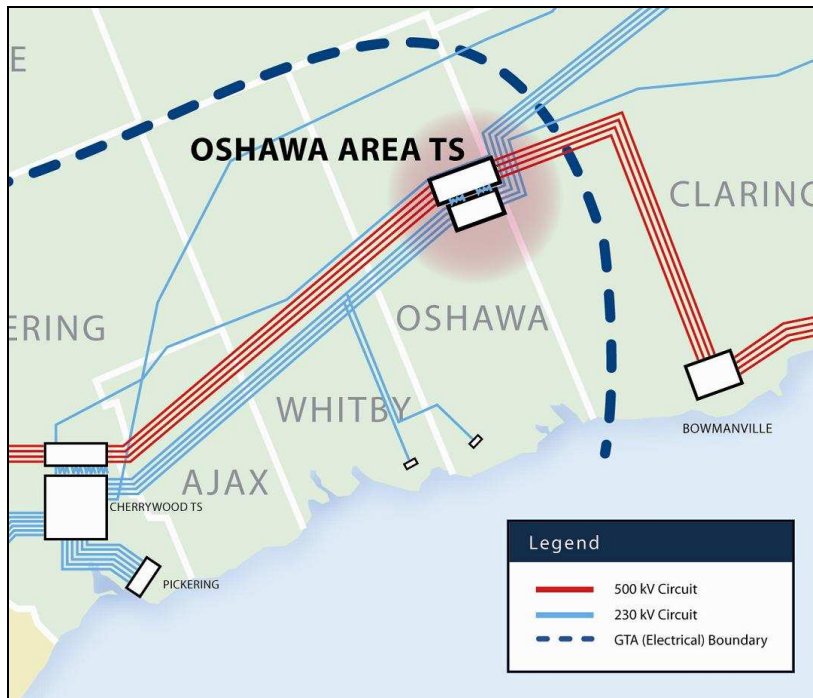 E
OSHAWA AREA TS
CLARING
ERING
OSHAWA
WHITBY
BOWMANVILLE
AJAX
CHERRYWOOD TS
PICKERING
Legend
500 kV Circuit
230 kV Circuit
GTA (Electrical) Boundary